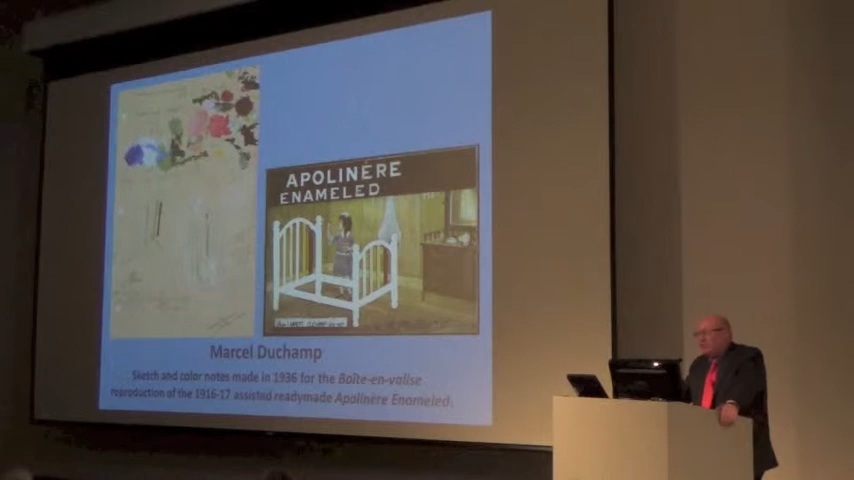 APOLINÈRE
ENAMELED
Marcel Duchamp
Sketch and color notes made in 1936 for the Boîte-en-valise
reproduction of the 1916-17 assisted readymade Apolinère Enameled.